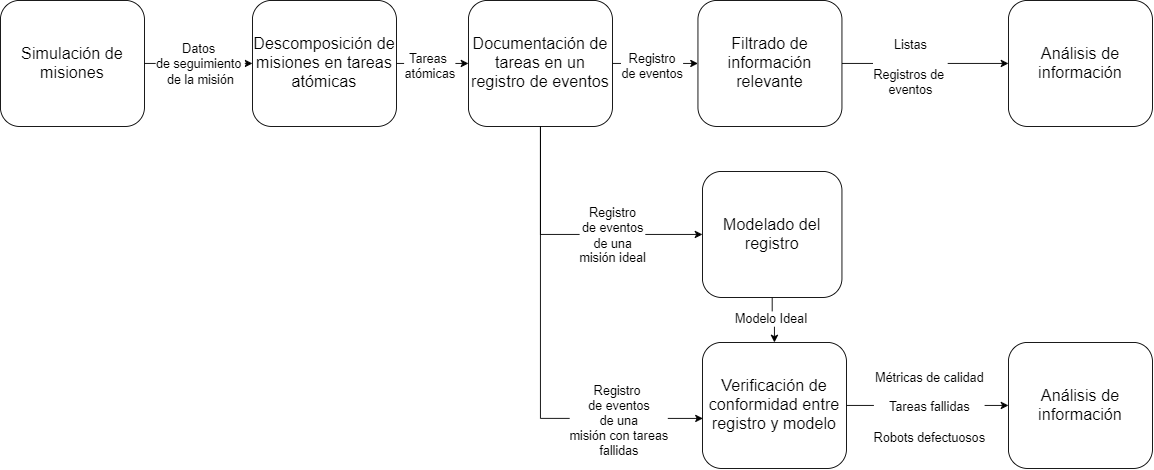 Simulación de
misiones
Datos
de seguimiento
de la misión
Descomposición de
misiones en tareas
atómicas
Tareas
atómicas
Documentación de
tareas en un
registro de eventos
Registro
de eventos
Filtrado de
información
relevante
Listas
Registros de
eventos
Análisis de
información
Registro
de eventos
de una
misión ideal
Modelado del
registro
Modelo Ideal
Registro
de eventos
de una
misión con tareas
fallidas
Verificación de
conformidad entre
registro y modelo
Métricas de calidad
Tareas fallidas
Robots defectuosos
Análisis de
información